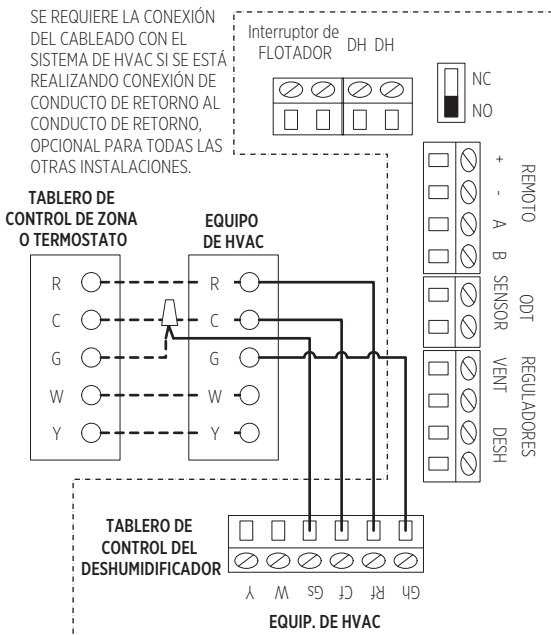 SE REQUIERE LA CONEXIÓN
DEL CABLEADO CON EL
SISTEMA DE HVAC SI SE ESTÁ
REALIZANDO CONEXIÓN DE
CONDUCTO DE RETORNO AL
CONDUCTO DE RETORNO,
OPCIONAL PARA TODAS LAS
OTRAS INSTALACIONES.
Interruptor de
FLOTADOR
DH DH
NC
NO
+
-
A
B
REMOTO
SENSOR
ODT
VENT
DESH
REGULADORES
TABLERO DE
CONTROL DE ZONA
O TERMOSTATO
R
C
G
W
Y
EQUIPO
DE HVAC
R
C
G
W
Y
TABLERO DE
CONTROL DEL
DESHUMIDIFICADOR
Y W Gs Cf Rf Gh
EQUIP. DE HVAC